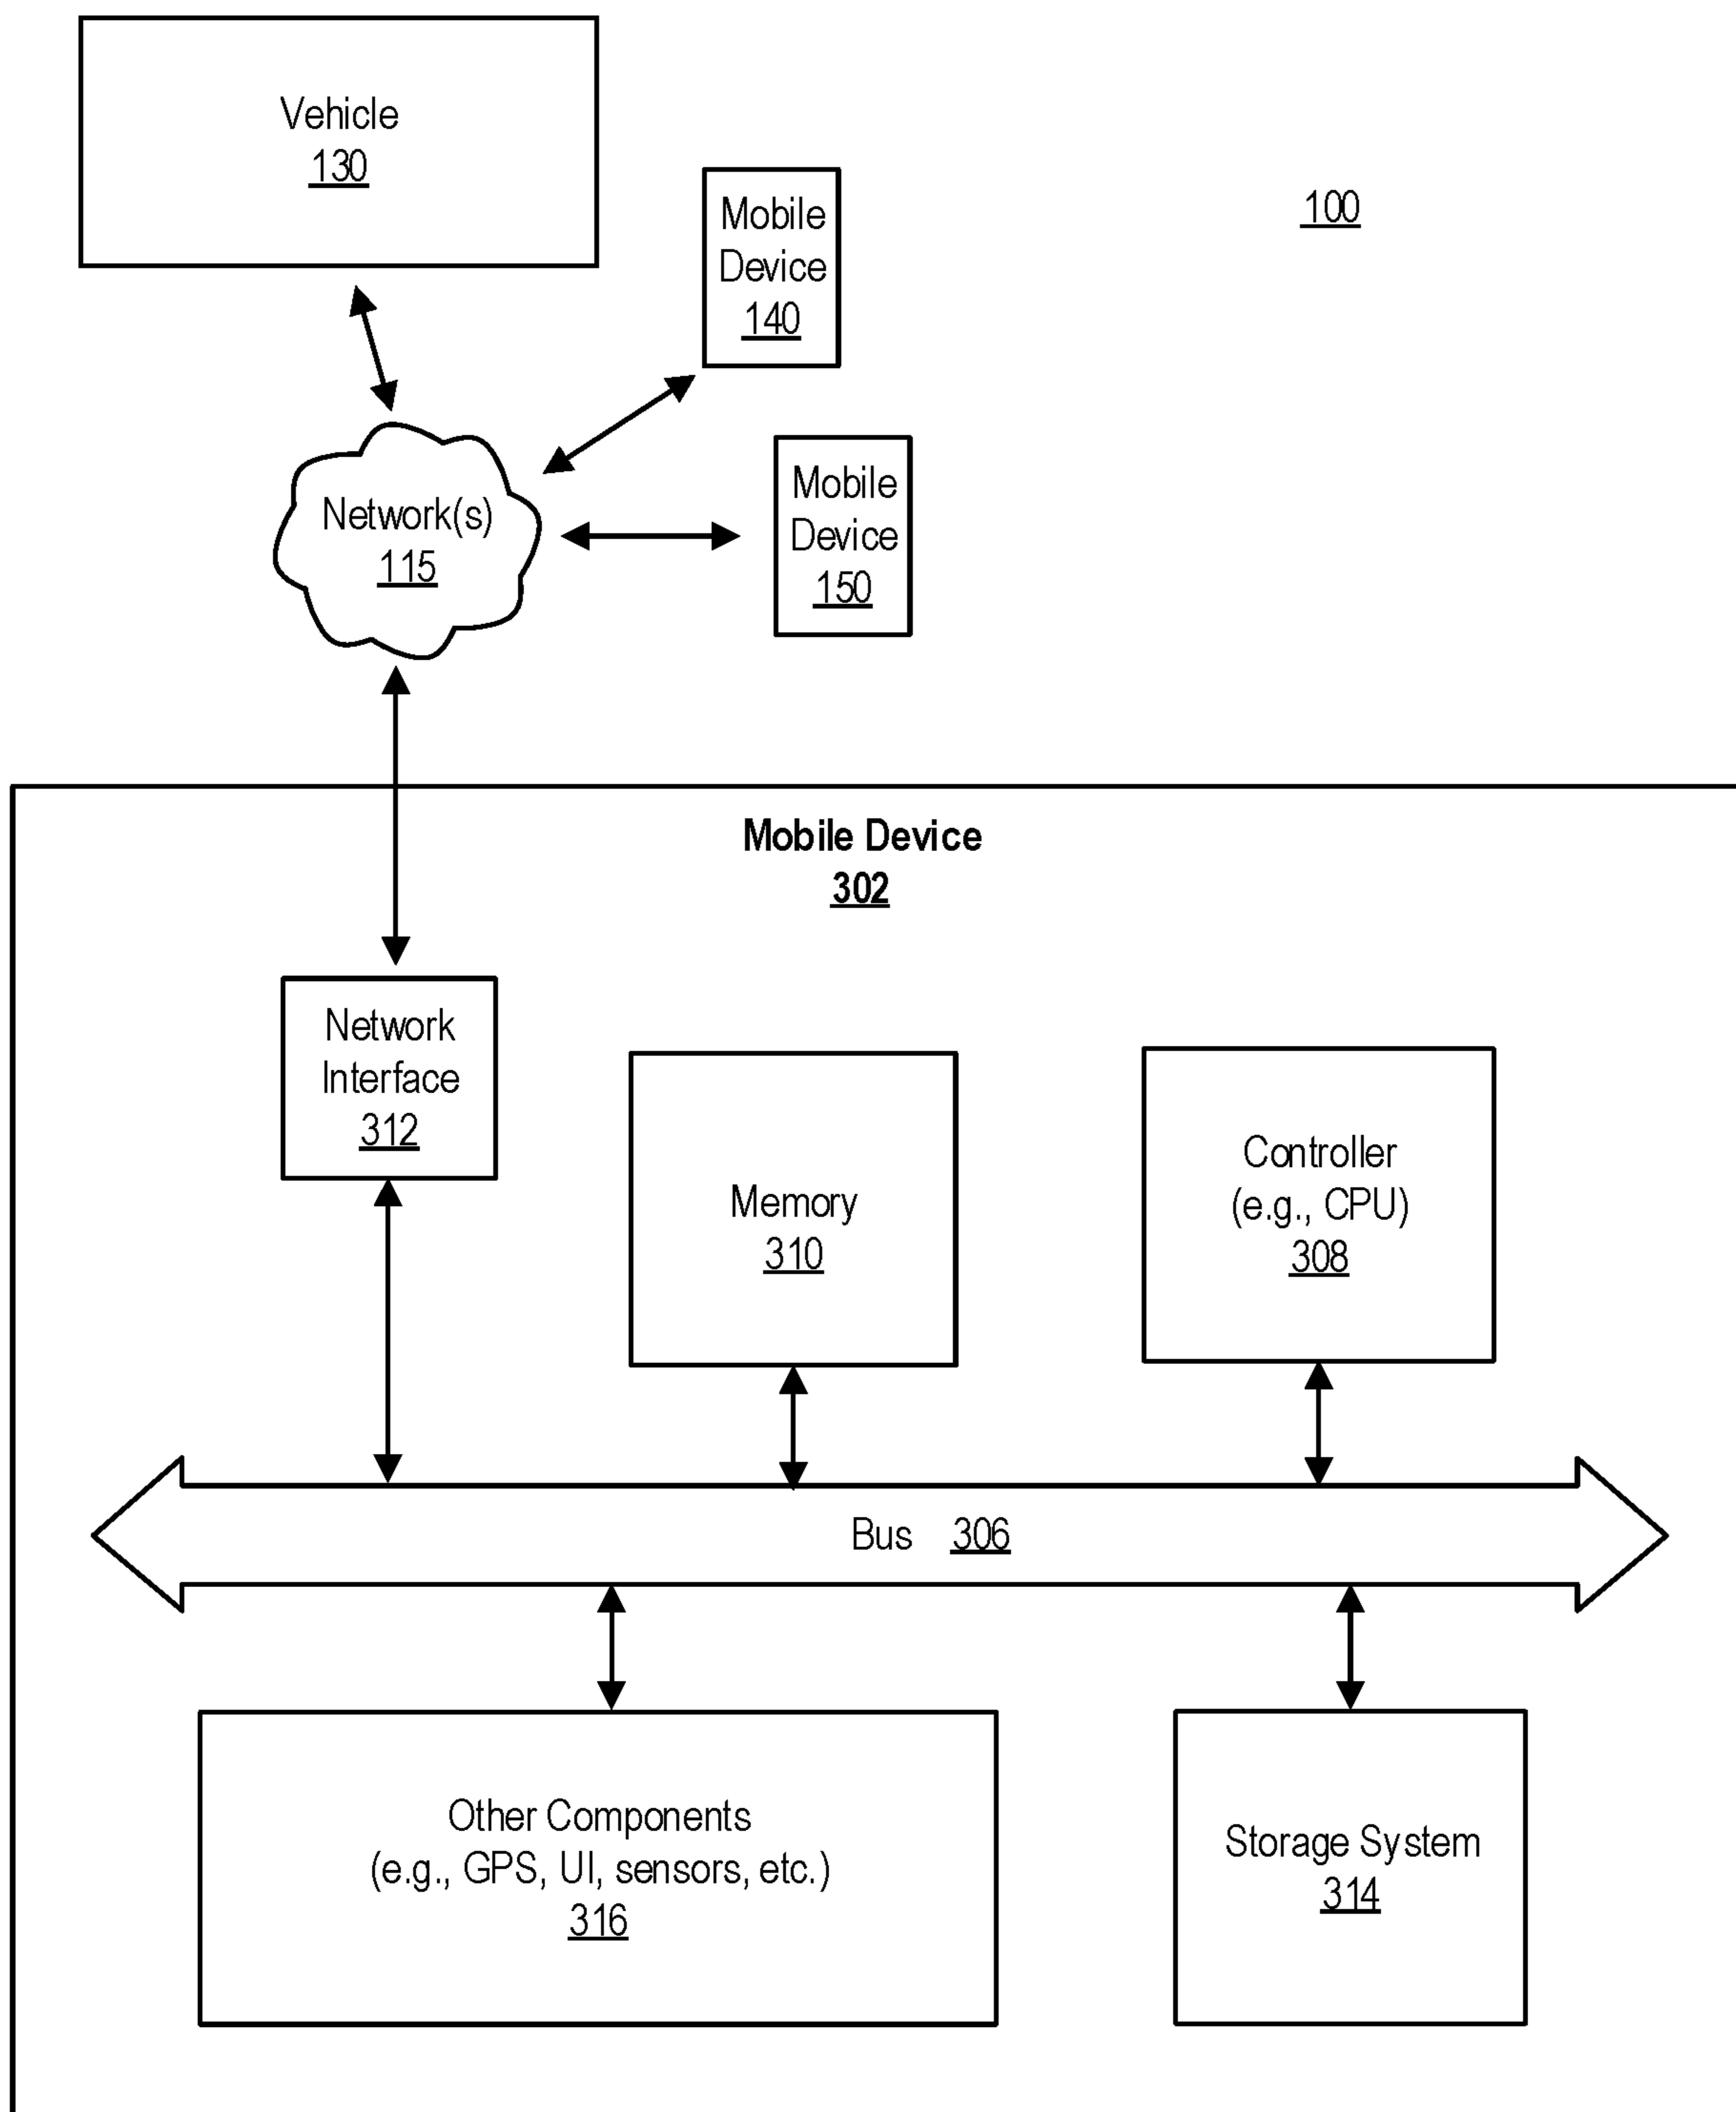 Vehicle
130
Mobile
Device
140
100
Mobile
Device
150
Network(s)
115
Mobile Device
302
Network
Interface
312
Memory
310
Controller
(e.g., CPU)
308
Bus 306
Other Components
(e.g., GPS, UI, sensors, etc.)
316
Storage System
314